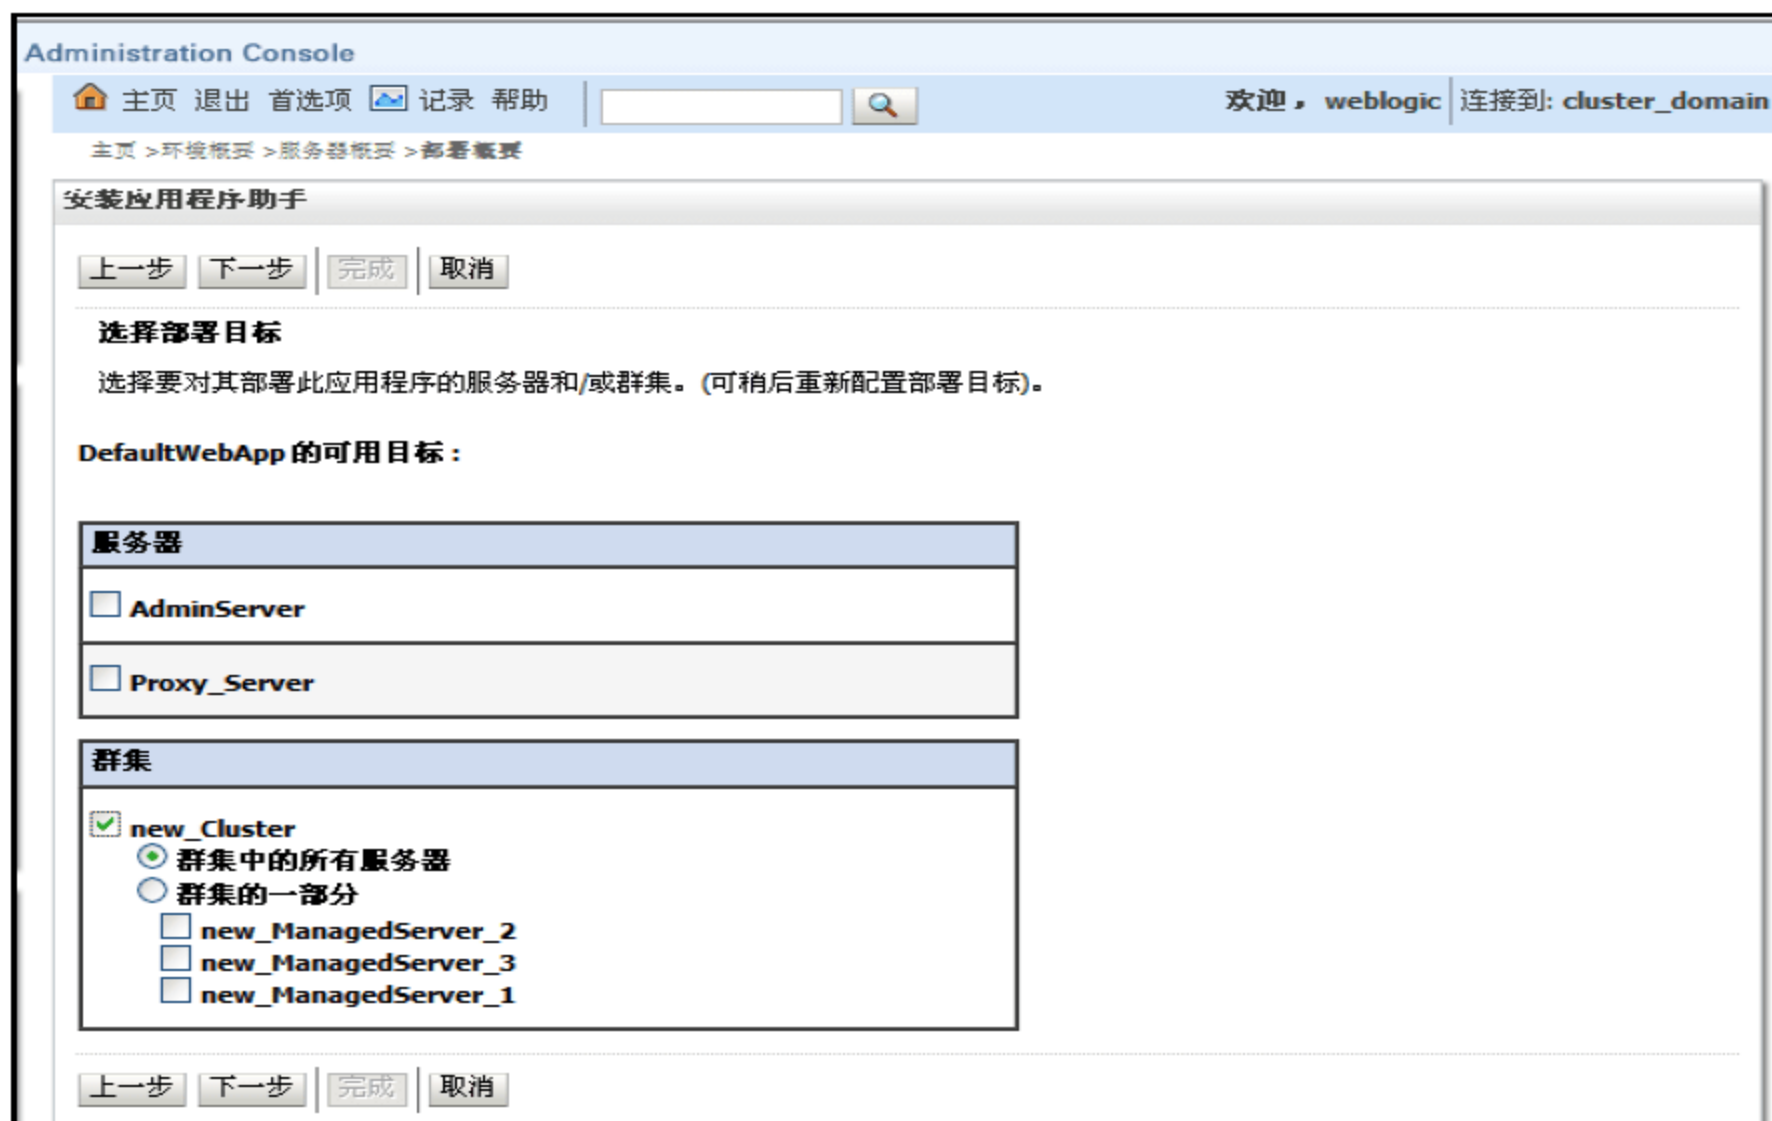 Administration Console
主页 退出 首选项 记录 帮助 欢迎，weblogic 连接到: cluster_domain
主页 >环境概要 >服务器概要 >部署概要
安装应用程序助手
上一步 下一步 完成 取消
选择部署目标
选择要对其部署此应用程序的服务器和/或群集。(可稍后重新配置部署目标)。
DefaultWebApp 的可用目标：
服务器
AdminServer
Proxy_Server
群集
new_Cluster
群集中的所有服务器
群集的一部分
new_ManagedServer_2
new_ManagedServer_3
new_ManagedServer_1
上一步 下一步 完成 取消